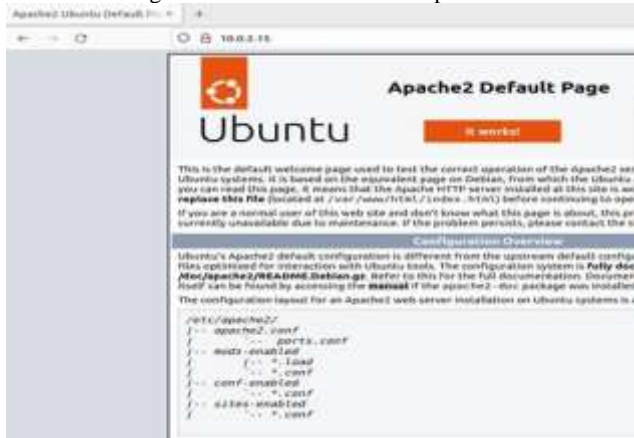 Apache2 Ubuntu Default P
10.0.2.15
Apache2 Default Page
Ubuntu
It works!
This is the default welcome page used to test the correct operation of the Apache2 ser
Ubuntu systems. It is based on the equivalent page on Debian, from which the Ubuntu
you can read this page, it means that the Apache HTTP server installed at this site is wo
replace this file (located at /var/www/html/index.html) before continuing to ope
If you are a normal user of this web site and don't know what this page is about, this pr
currently unavailable due to maintenance. If the problem persists, please contact the s
Configuration Overview
Ubuntu's Apache2 default configuration is different from the upstream default config
files optimized for interaction with Ubuntu tools. The configuration system is fully doc
/doc/apache2/README.Debian.gz. Refer to this for the full documentation. Documen
itself can be found by accessing the manual if the apache2-doc package was installed
The configuration layout for an Apache2 web server installation on Ubuntu systems is
/etc/apache2/
|-- apache2.conf
|   `-- ports.conf
|-- mods-enabled
|   |-- *.load
|   `-- *.conf
|-- conf-enabled
|   `-- *.conf
|-- sites-enabled
|   `-- *.conf